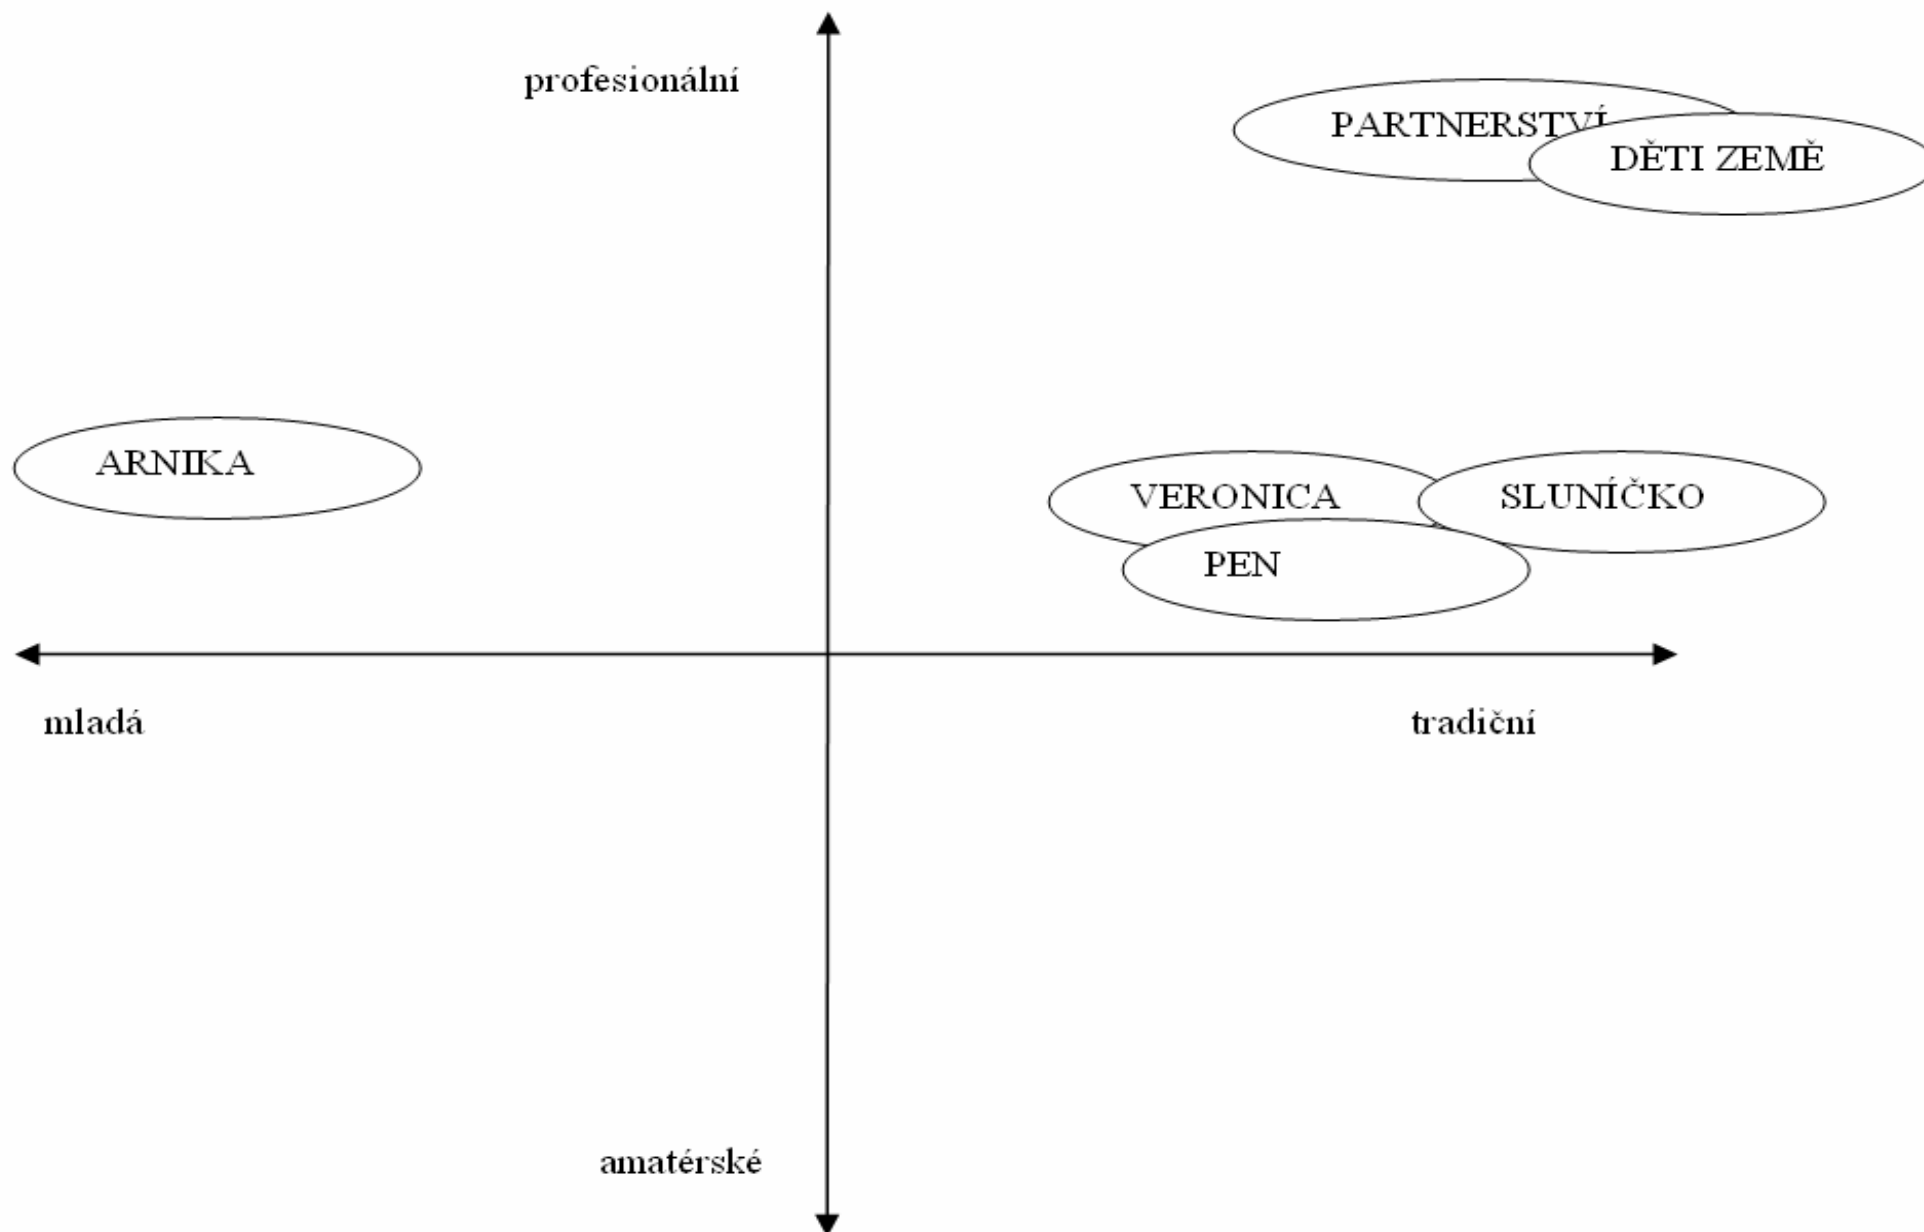 profesionální
PARTNERSTVÍ
DĚTI ZEMĚ
ARNIKA
VERONICA
SLUNÍČKO
PEN
mladá
tradiční
amatérské